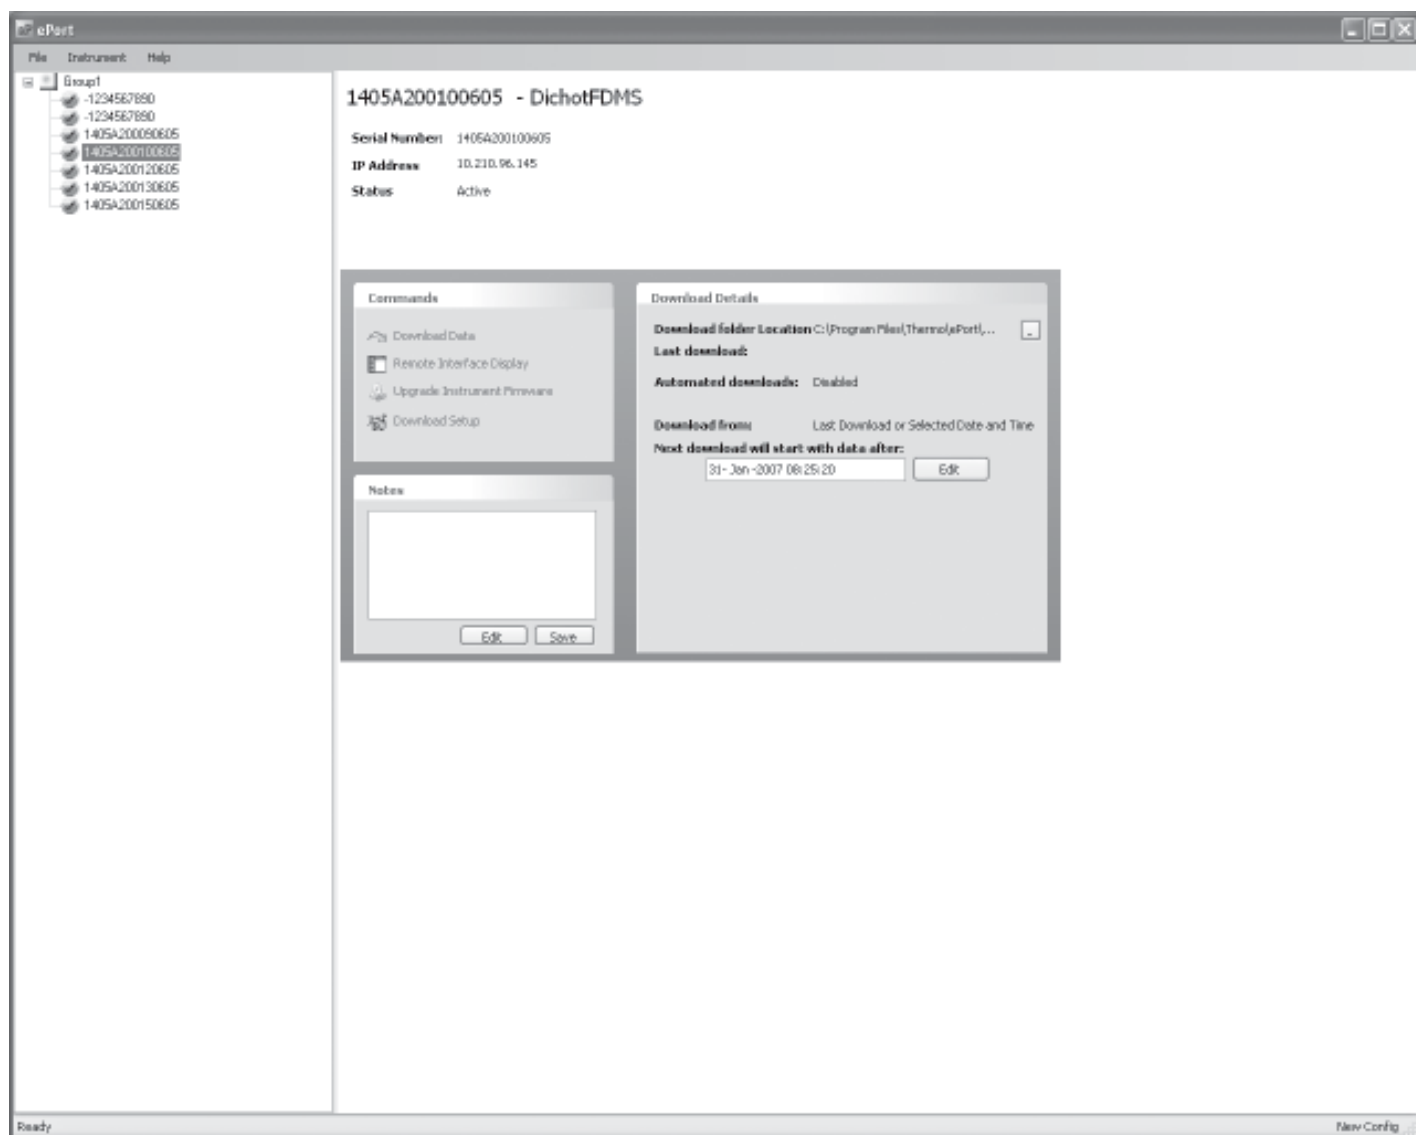 ePort
File Instrument Help
Group1
-1234567890
-1234567890
1405A200090605
1405A200100605
1405A200120605
1405A200130605
1405A200150605
1405A200100605 - DichotFDMS
Serial Number: 1405A200100605
IP Address 10.210.96.145
Status Active
Commands
Download Data
Remote Interface Display
Upgrade Instrument Firmware
Download Setup
Notes
Edit Save
Download Details
Download folder Location C:\Program Files\Thermo\ePort\,...
Last download:
Automated downloads: Disabled
Download from: Last Download or Selected Date and Time
Next download will start with data after:
31- Jan -2007 08:25:20 Edit
Ready New Config